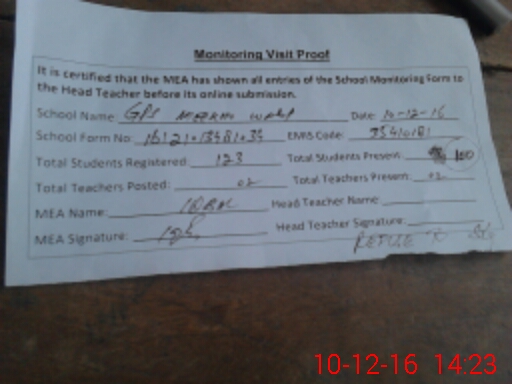 Monitoring Visit Proof
It is certified that the MEA has shown all entries of the School Monitoring Form to
the Head Teacher before its online submission.
School Name: GPS Date: 10-12-16
School Form No: EMIS Code:
Total Students Registered: 123 Total Students Present: 100
Total Teachers Posted: 02 Total Teachers Present: 02
MEA Name: Head Teacher Name:
MEA Signature: Head Teacher Signature:
10-12-16 14:23